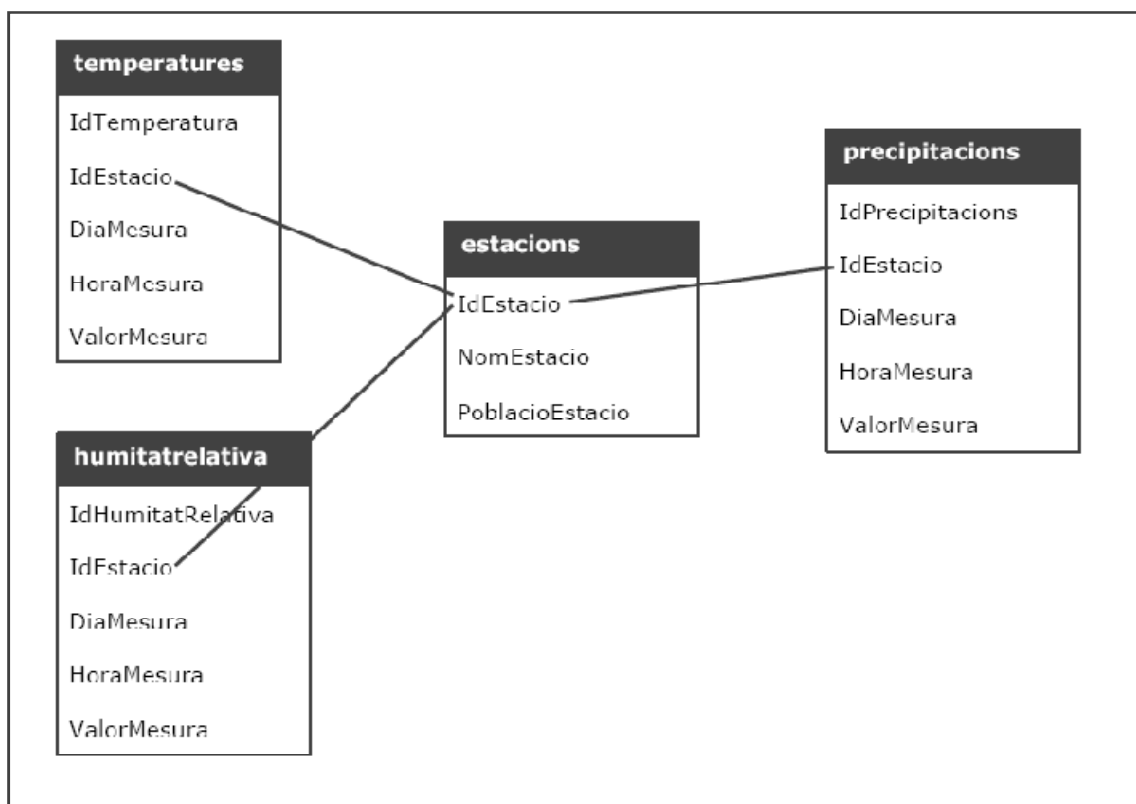 temperatures
IdTemperatura
IdEstacio
DiaMesura
HoraMesura
ValorMesura
humitatrelativa
IdHumitatRelativa
IdEstacio
DiaMesura
HoraMesura
ValorMesura
estacions
IdEstacio
NomEstacio
PoblacioEstacio
precipitacions
IdPrecipitacions
IdEstacio
DiaMesura
HoraMesura
ValorMesura